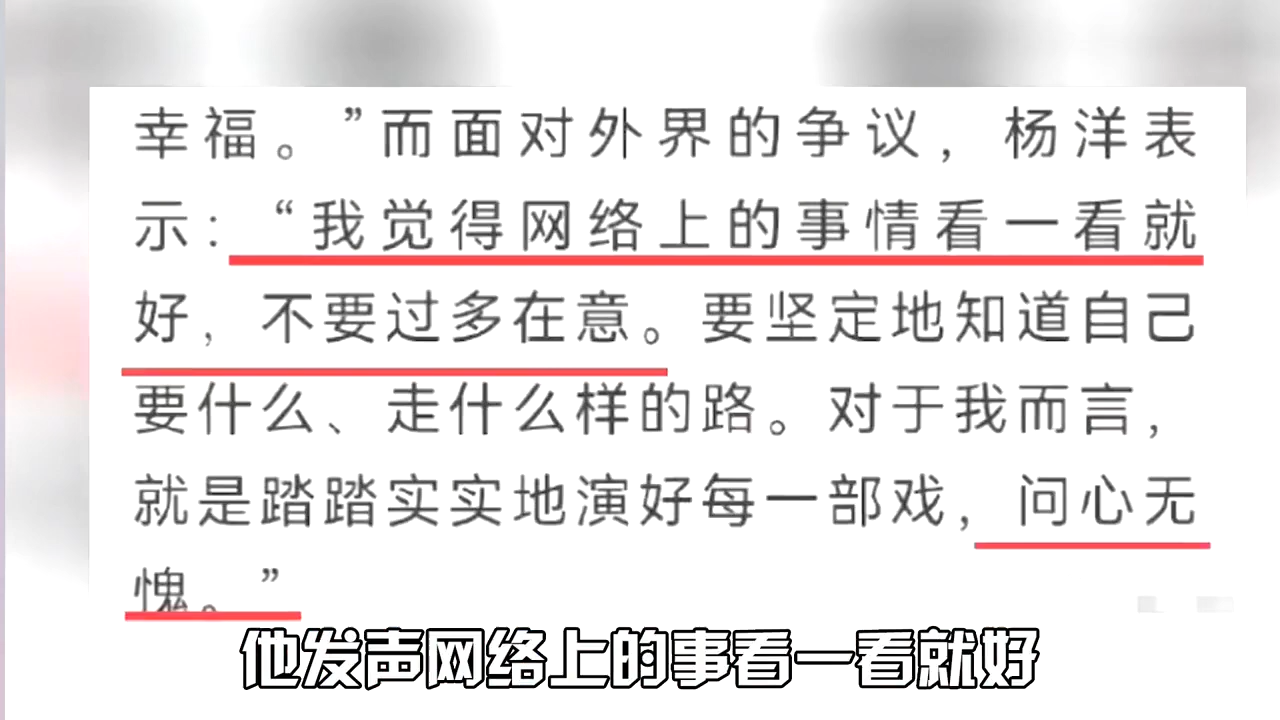 幸福。”而面对外界的争议，杨洋表
示：“我觉得网络上的事情看一看就
好，不要过多在意。要坚定地知道自己
要什么、走什么样的路。对于我而言，
就是踏踏实实地演好每一部戏，问心无
愧。”
他发声网络上的事看一看就好